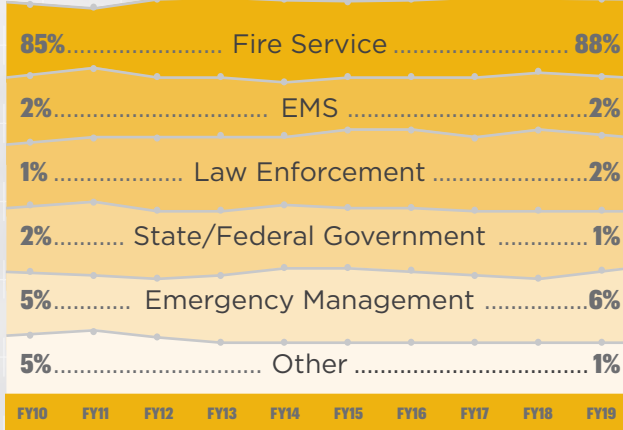 85% Fire Service 88%
2% EMS 2%
1% Law Enforcement 2%
2% State/Federal Government 1%
5% Emergency Management 6%
5% Other 1%
FY10 FY11 FY12 FY13 FY14 FY15 FY16 FY17 FY18 FY19